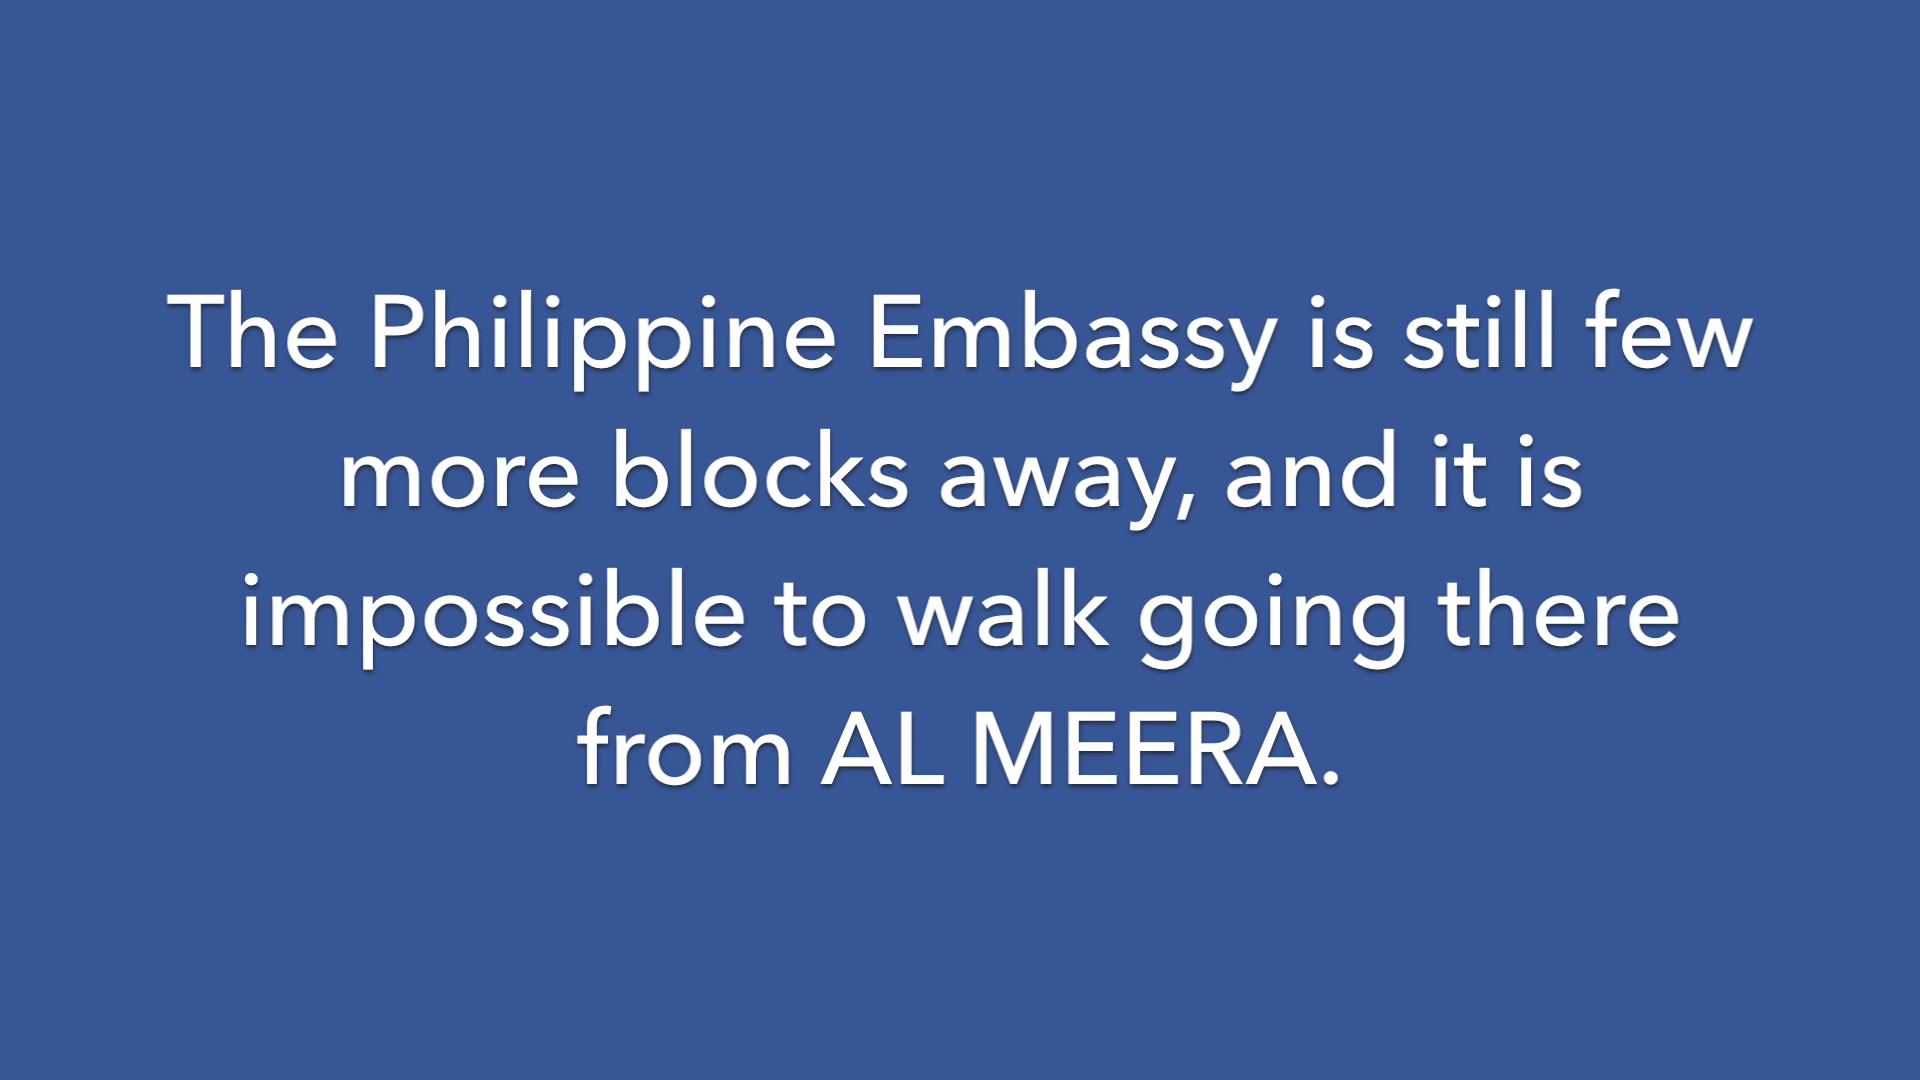 The Philippine Embassy is still few
more blocks away, and it is
impossible to walk going there
from AL MEERA.